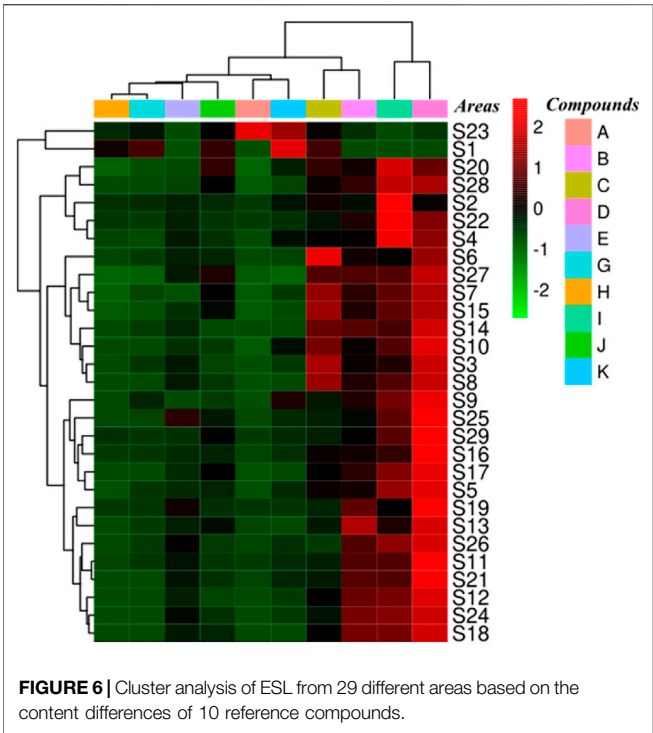 Areas
Compounds
S23
S1
S20
S28
S2
S22
S4
S6
S27
S7
S15
S14
S10
S3
S8
S9
S25
S29
S16
S17
S5
S19
S13
S26
S11
S21
S12
S24
S18
2
0
-1
-2
A
B
C
D
E
G
H
I
J
K
FIGURE 6 | Cluster analysis of ESL from 29 different areas based on the
content differences of 10 reference compounds.